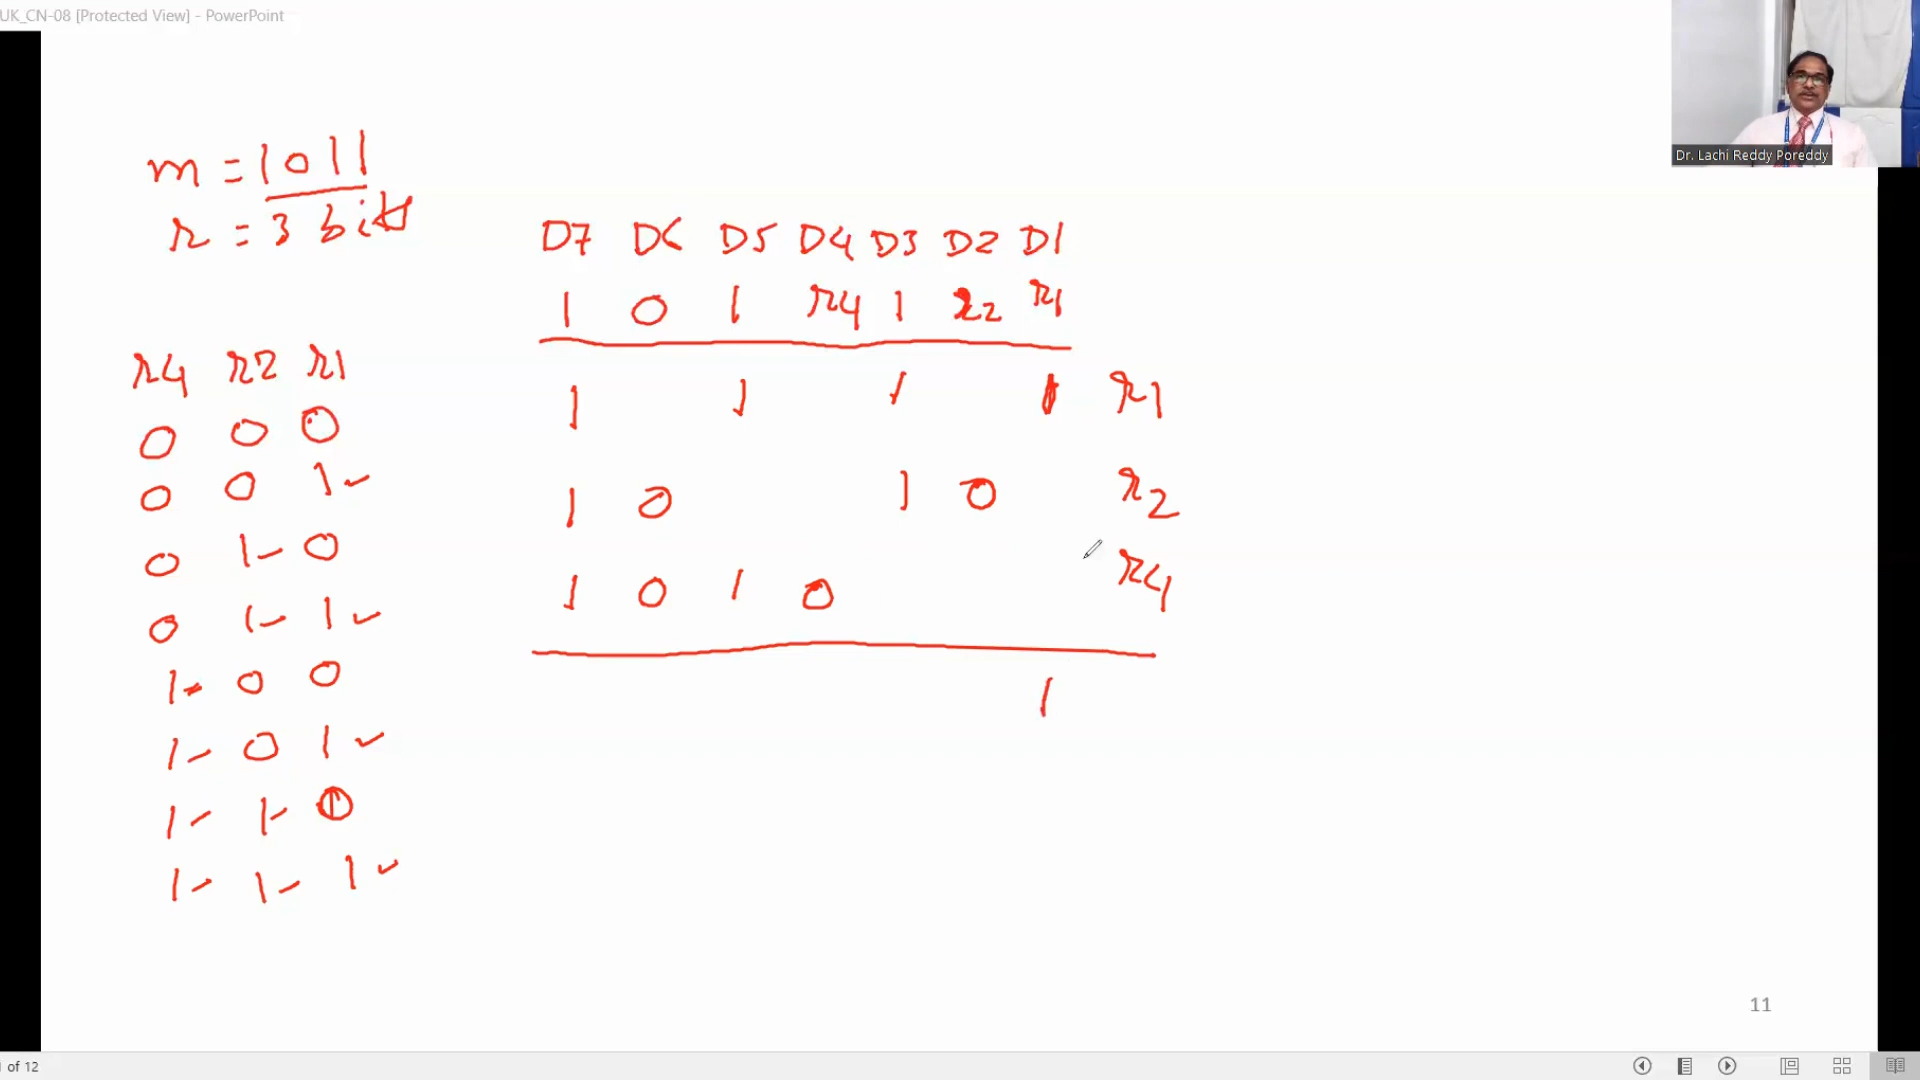 UK_CN-08 [Protected View] - PowerPoint
Dr. Lachi Reddy Poreddy
m = 1011
r = 3 bits
D7 D6 D5 D4 D3 D2 D1
1 0 1 r4 1 r2 r1
1 1 1 1 r1
1 0 1 0 r2
1 0 1 0 r4
1
r4 r2 r1
0 0 0
0 0 1
0 1 0
0 1 1
1 0 0
1 0 1
1 1 0
1 1 1
11
of 12